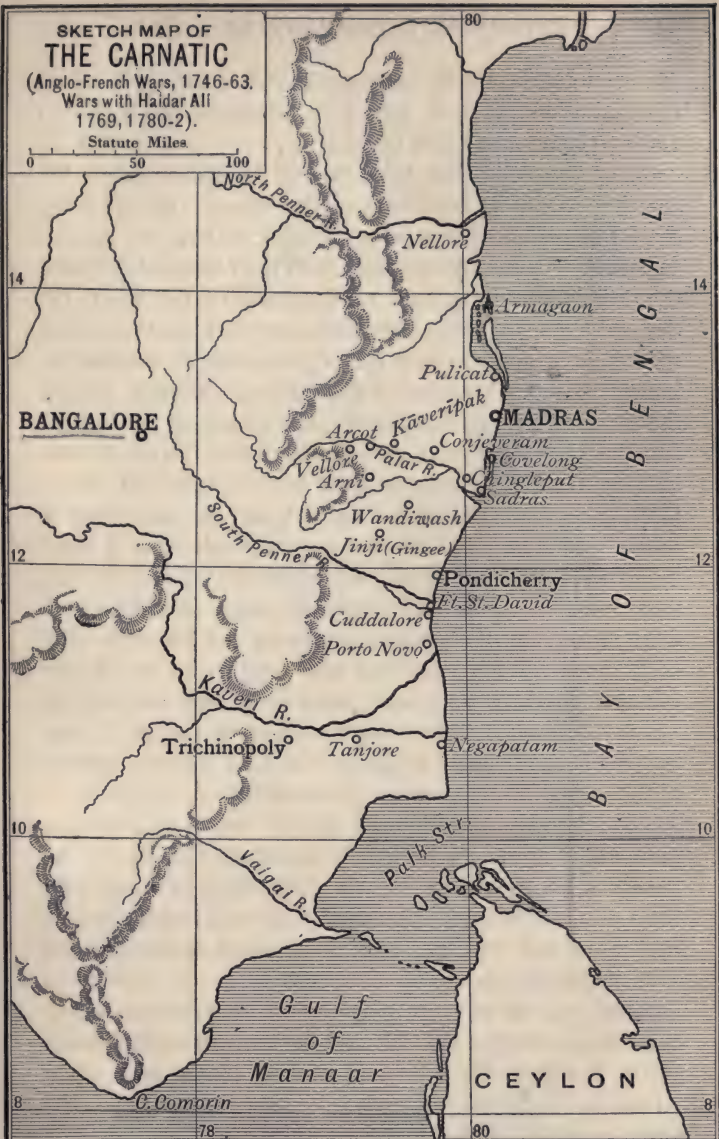 80
SKETCH MAP OF
THE CARNATIC
(Anglo-French Wars, 1746-63.
Wars with Haidar Ali
1769, 1780-2).
Statute Miles
0 50 100
North Penner R.
Nellore
14
14
Armagaon
Pulicat
BANGALORE
Kāverīpak
MADRAS
Arcot
Conjeveram
Covelong
Vellore
Palar R.
Chingleput
Arni
Sadras
Wandiwash
South Penner R.
Jinji (Gingee)
12
12
Pondicherry
Ft. St. David
Cuddalore
Porto Novo
Kaveri R.
Trichinopoly
Tanjore
Negapatam
BAY OF BENGAL
10
10
Palk Str.
Vaigai R.
Gulf
of
Manaar
CEYLON
8
C. Comorin
8
78
80